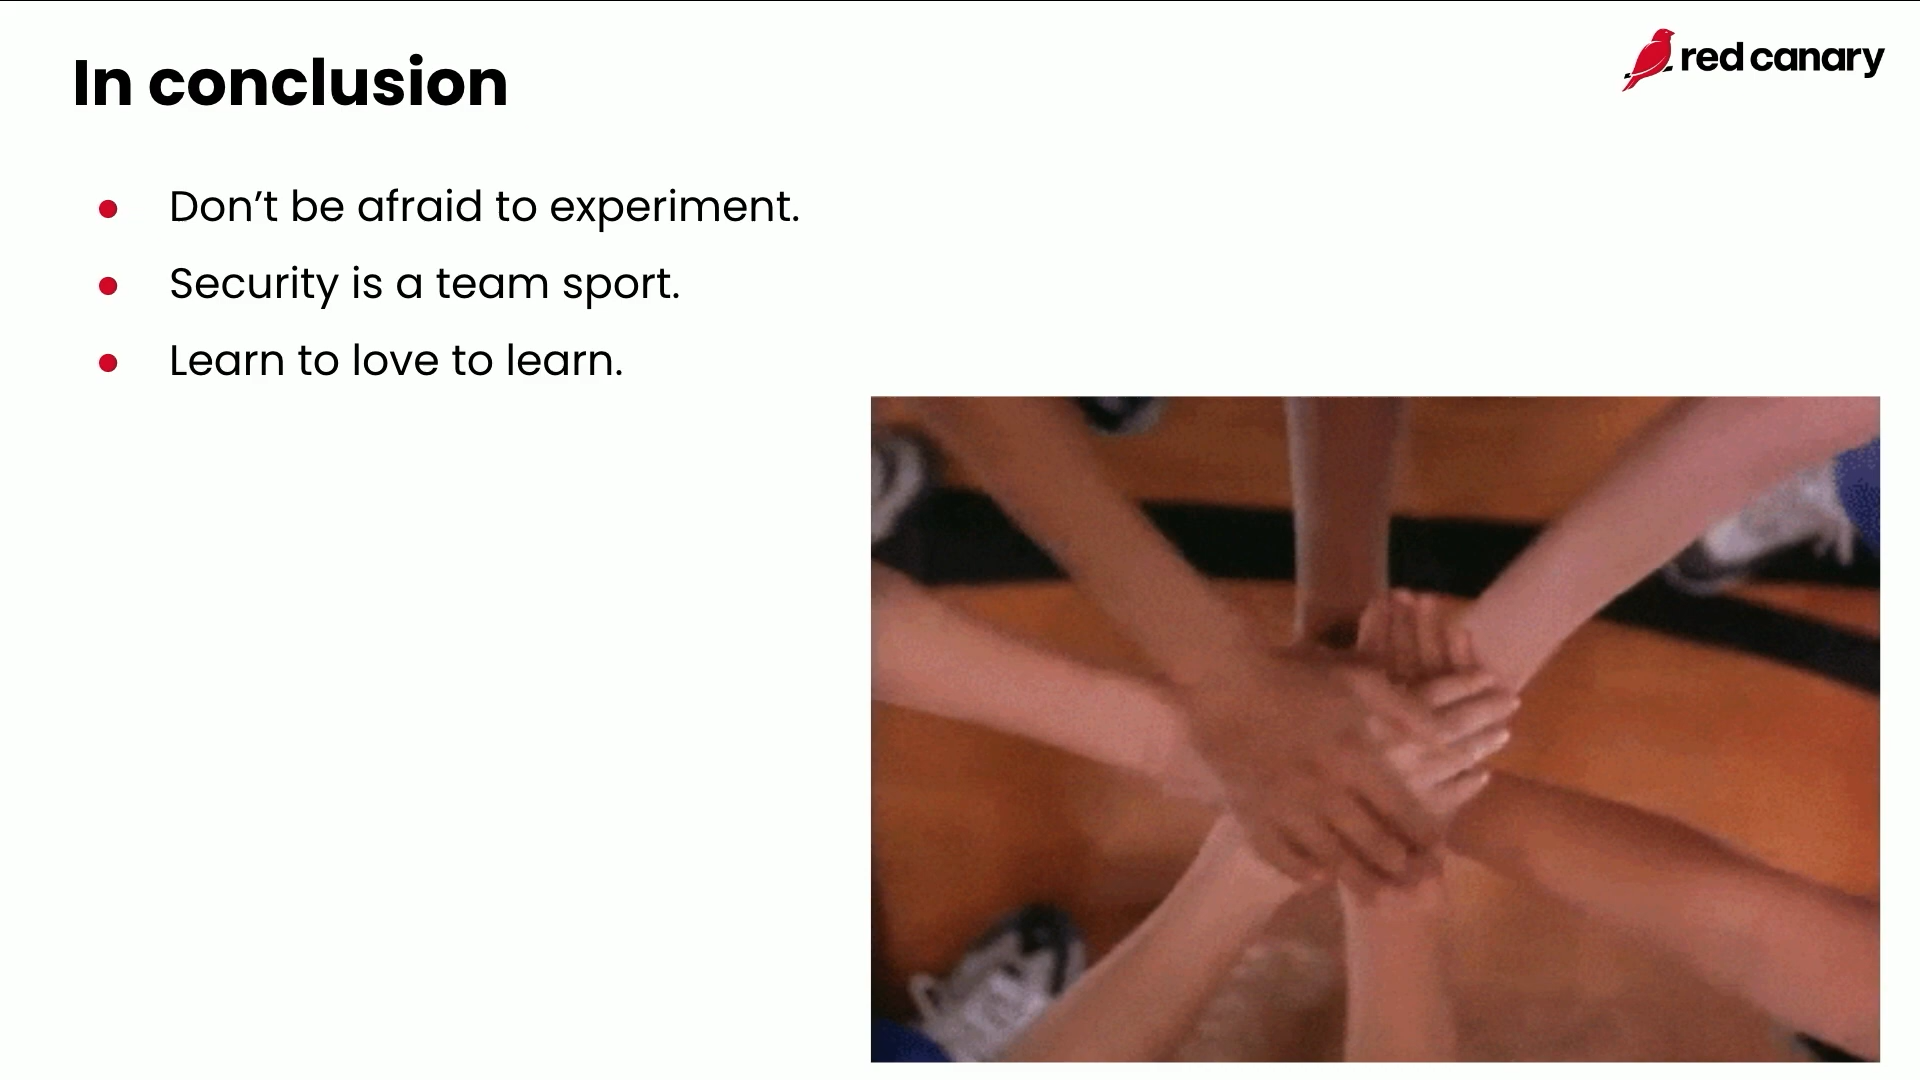 In conclusion
red canary
Don’t be afraid to experiment.
Security is a team sport.
Learn to love to learn.